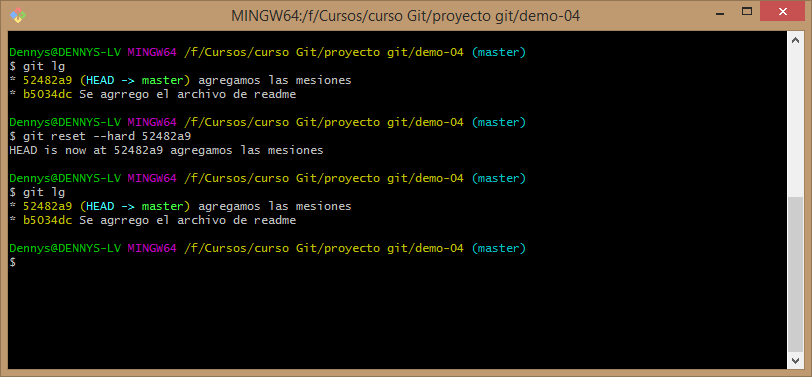 MINGW64:/f/Cursos/curso Git/proyecto git/demo-04
Dennys@DENNYS-LV MINGW64 /f/Cursos/curso Git/proyecto git/demo-04 (master)
$ git lg
* 52482a9 (HEAD -> master) agregamos las mesiones
* b5034dc Se agrrego el archivo de readme
Dennys@DENNYS-LV MINGW64 /f/Cursos/curso Git/proyecto git/demo-04 (master)
$ git reset --hard 52482a9
HEAD is now at 52482a9 agregamos las mesiones
Dennys@DENNYS-LV MINGW64 /f/Cursos/curso Git/proyecto git/demo-04 (master)
$ git lg
* 52482a9 (HEAD -> master) agregamos las mesiones
* b5034dc Se agrrego el archivo de readme
Dennys@DENNYS-LV MINGW64 /f/Cursos/curso Git/proyecto git/demo-04 (master)
$